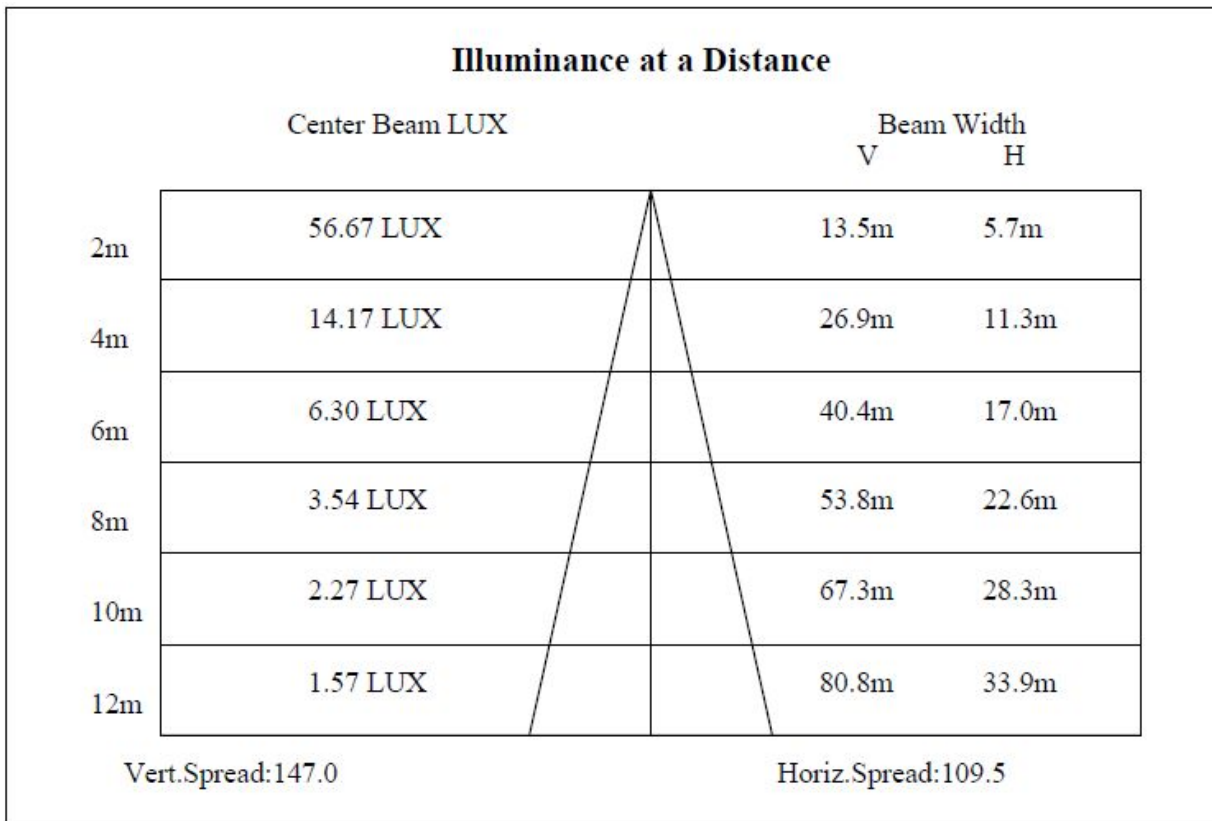 Illuminance at a Distance
Center Beam LUX Beam Width
V H
2m 56.67 LUX 13.5m 5.7m
4m 14.17 LUX 26.9m 11.3m
6m 6.30 LUX 40.4m 17.0m
8m 3.54 LUX 53.8m 22.6m
10m 2.27 LUX 67.3m 28.3m
12m 1.57 LUX 80.8m 33.9m
Vert.Spread:147.0 Horiz.Spread:109.5